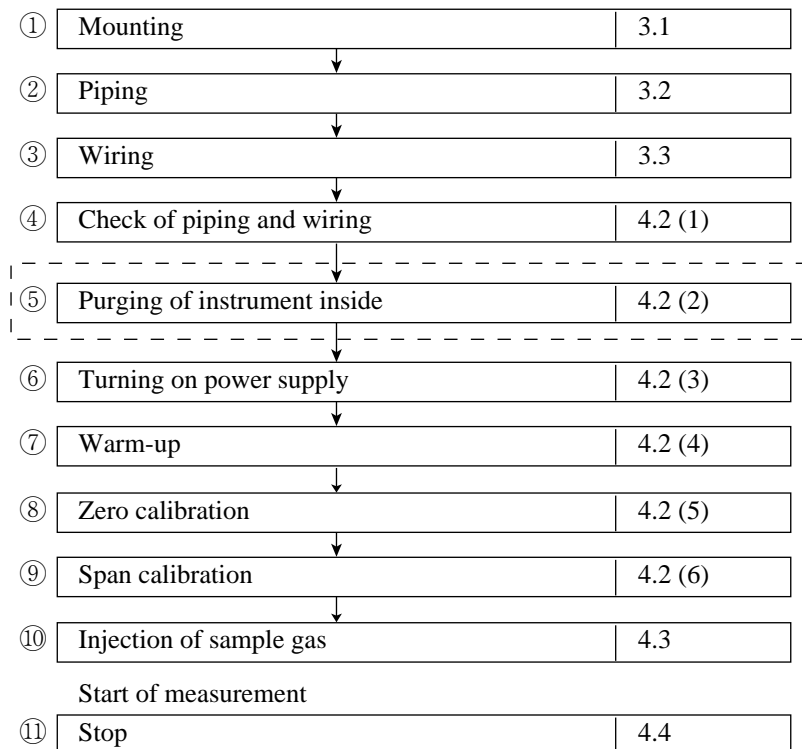 ① Mounting 3.1
② Piping 3.2
③ Wiring 3.3
④ Check of piping and wiring 4.2 (1)
⑤ Purging of instrument inside 4.2 (2)
⑥ Turning on power supply 4.2 (3)
⑦ Warm-up 4.2 (4)
⑧ Zero calibration 4.2 (5)
⑨ Span calibration 4.2 (6)
⑩ Injection of sample gas 4.3
Start of measurement
⑪ Stop 4.4